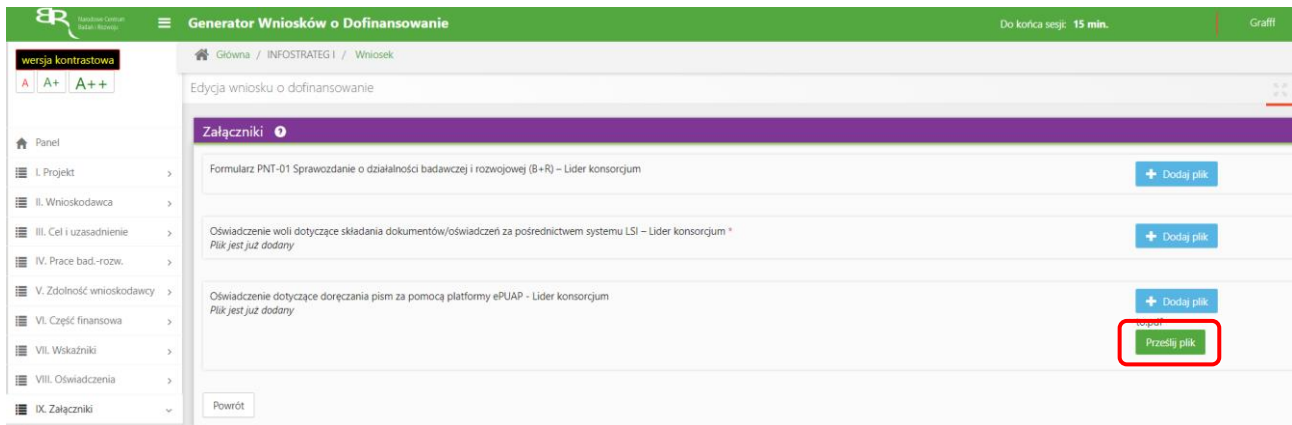 Narodowe Centrum
Badań i Rozwoju
Generator Wniosków o Dofinansowanie
Do końca sesji: 15 min.
Grafff
wersja kontrastowa
A A+ A++
Główna / INFOSTRATEG I / Wniosek
Edycja wniosku o dofinansowanie
Załączniki
Panel
I. Projekt
II. Wnioskodawca
III. Cel i uzasadnienie
IV. Prace bad.-rozw.
V. Zdolność wnioskodawcy
VI. Część finansowa
VII. Wskaźniki
VIII. Oświadczenia
IX. Załączniki
Formularz PNT-01 Sprawozdanie o działalności badawczej i rozwojowej (B+R) – Lider konsorcjum
Dodaj plik
Oświadczenie woli dotyczące składania dokumentów/oświadczeń za pośrednictwem systemu LSI – Lider konsorcjum *
Plik jest już dodany
Dodaj plik
Oświadczenie dotyczące doręczania pism za pomocą platformy ePUAP - Lider konsorcjum
Plik jest już dodany
Dodaj plik
Prześlij plik
Powrót